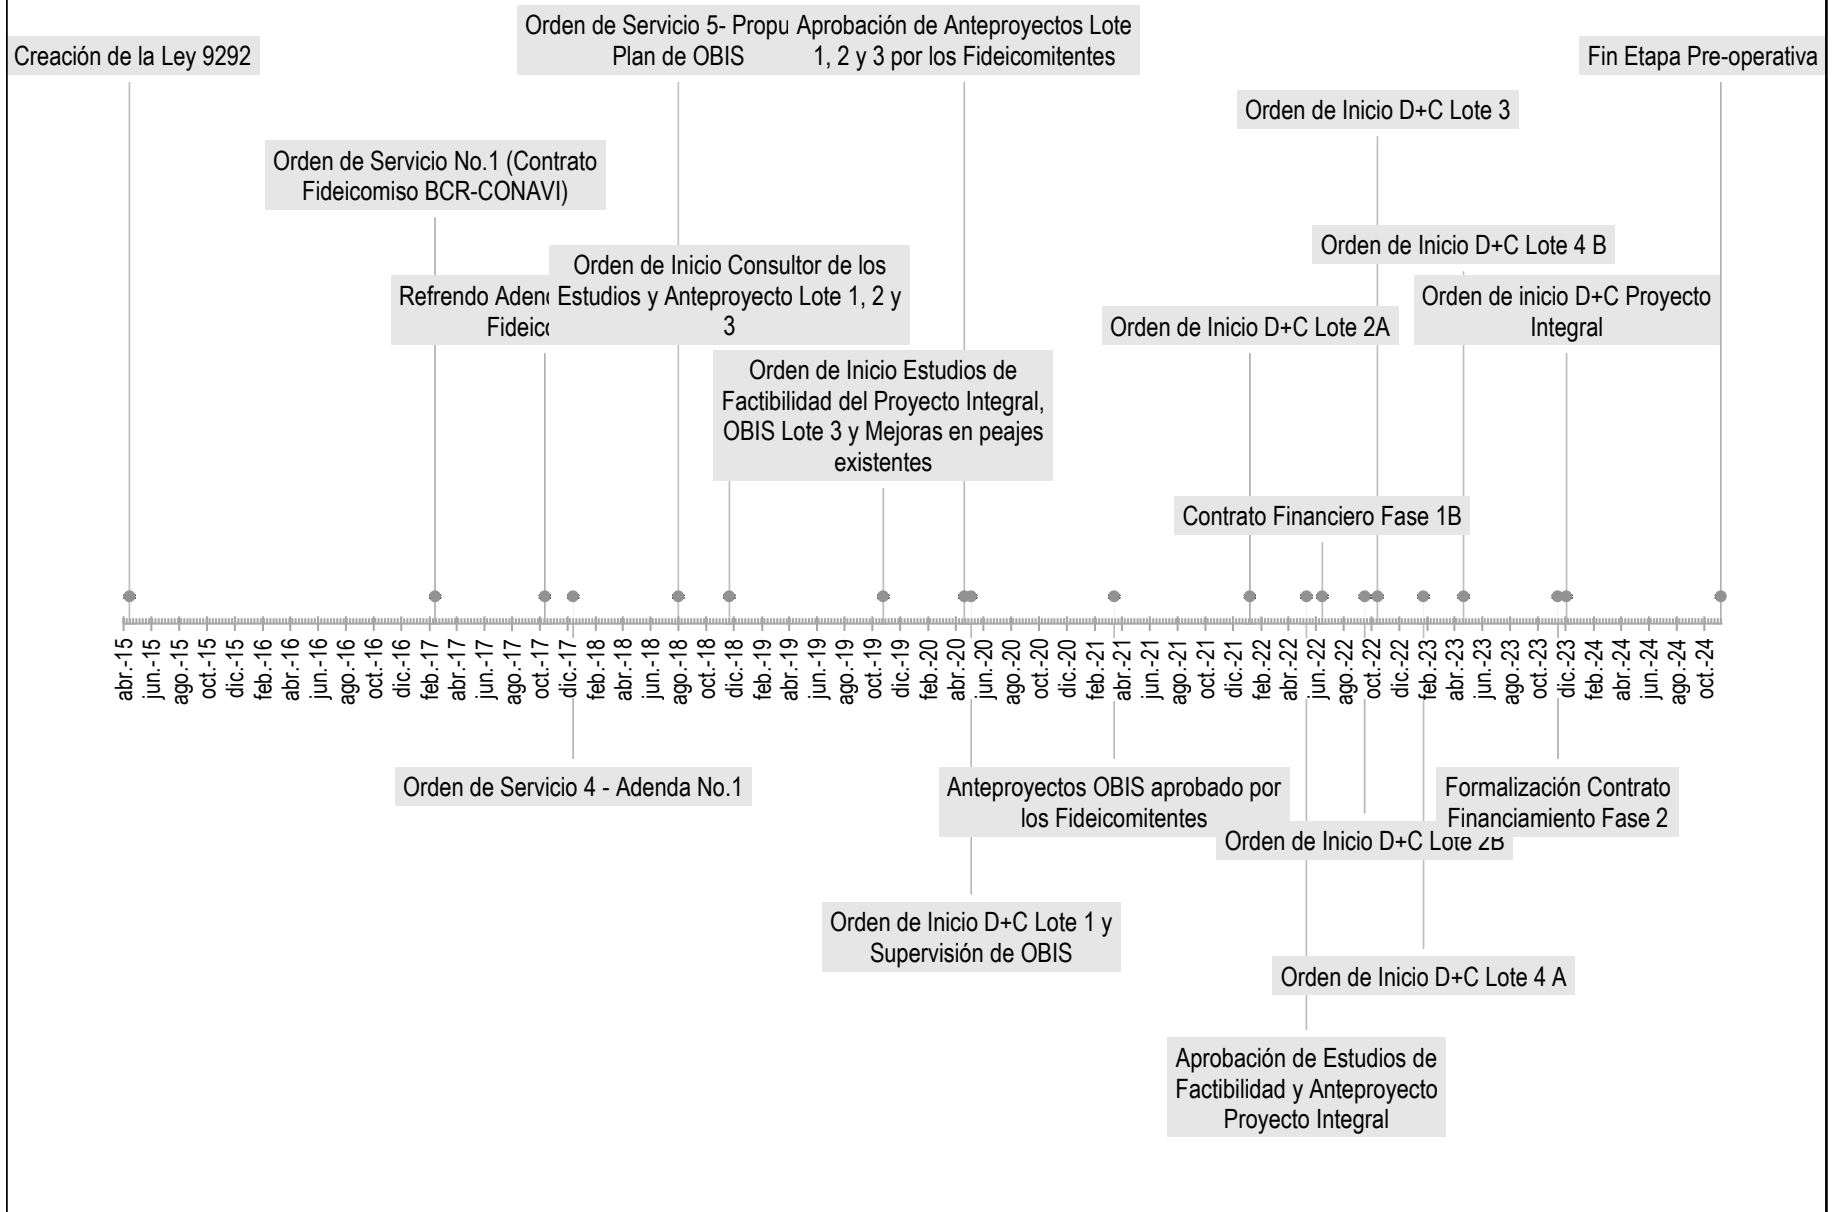 Creación de la Ley 9292
Orden de Servicio 5-
Plan de OBIS
Aprobación de Anteproyectos Lote
1, 2 y 3 por los Fideicomitentes
Fin Etapa Pre-operativa
Orden de Inicio D+C Lote 3
Orden de Servicio No.1 (Contrato
Fideicomiso BCR-CONAVI)
Orden de Inicio D+C Lote 4 B
Refrendo
Orden de Inicio Consultor de los
Estudios y Anteproyecto Lote 1, 2 y
3
Orden de inicio D+C Proyecto
Integral
Orden de Inicio D+C Lote 2A
Orden de Inicio Estudios de
Factibilidad del Proyecto Integral,
OBIS Lote 3 y Mejoras en peajes
existentes
Contrato Financiero Fase 1B
abr.-15
jun.-15
ago.-15
oct.-15
dic.-15
feb.-16
abr.-16
jun.-16
ago.-16
oct.-16
dic.-16
feb.-17
abr.-17
jun.-17
ago.-17
oct.-17
dic.-17
feb.-18
abr.-18
jun.-18
ago.-18
oct.-18
dic.-18
feb.-19
abr.-19
jun.-19
ago.-19
oct.-19
dic.-19
feb.-20
abr.-20
jun.-20
ago.-20
oct.-20
dic.-20
feb.-21
abr.-21
jun.-21
ago.-21
oct.-21
dic.-21
feb.-22
abr.-22
jun.-22
ago.-22
oct.-22
dic.-22
feb.-23
abr.-23
jun.-23
ago.-23
oct.-23
dic.-23
feb.-24
abr.-24
jun.-24
ago.-24
oct.-24
Orden de Servicio 4 - Adenda No.1
Anteproyectos OBIS aprobado por
los Fideicomitentes
Formalización Contrato
Financiamiento Fase 2
Orden de Inicio D+C Lote 2B
Orden de Inicio D+C Lote 1 y
Supervisión de OBIS
Orden de Inicio D+C Lote 4 A
Aprobación de Estudios de
Factibilidad y Anteproyecto
Proyecto Integral